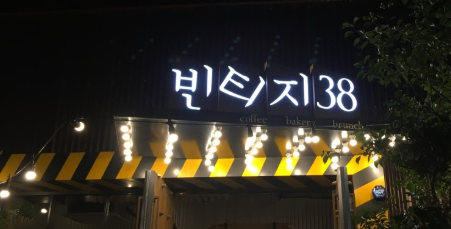 빈티지38
coffee bakery brunch